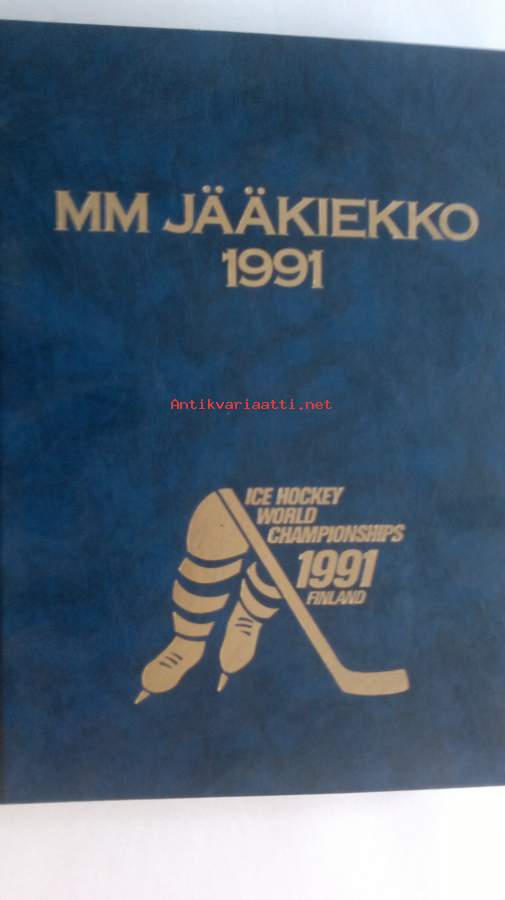 MM JÄÄKIEKKO
1991
Antikvariaatti.net
ICE HOCKEY
WORLD
CHAMPIONSHIPS
1991
FINLAND